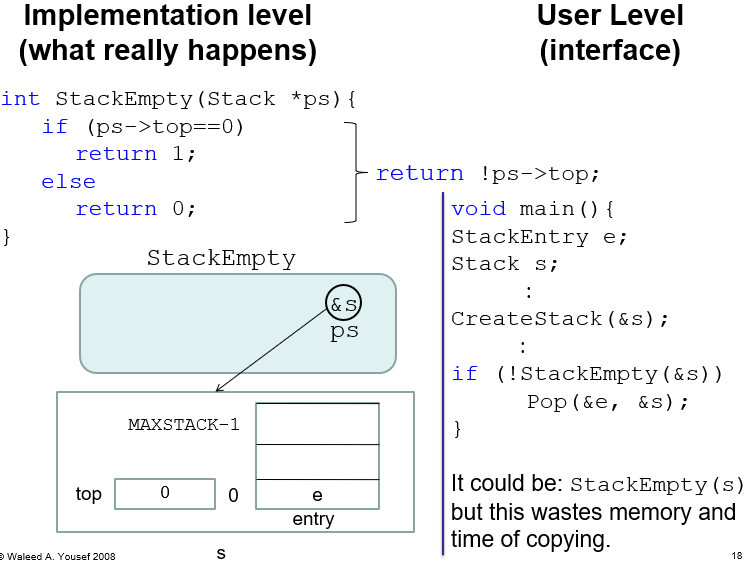 Implementation level
(what really happens)
User Level
(interface)
int StackEmpty(Stack *ps){
if (ps->top==0)
return 1;
else
return 0;
}
return !ps->top;
void main(){
StackEntry e;
Stack s;
:
CreateStack(&s);
:
if (!StackEmpty(&s))
Pop(&e, &s);
}
StackEmpty
&s
ps
MAXSTACK-1
top 0 0 e
entry
s
It could be: StackEmpty(s)
but this wastes memory and
time of copying.
© Waleed A. Yousef 2008
18